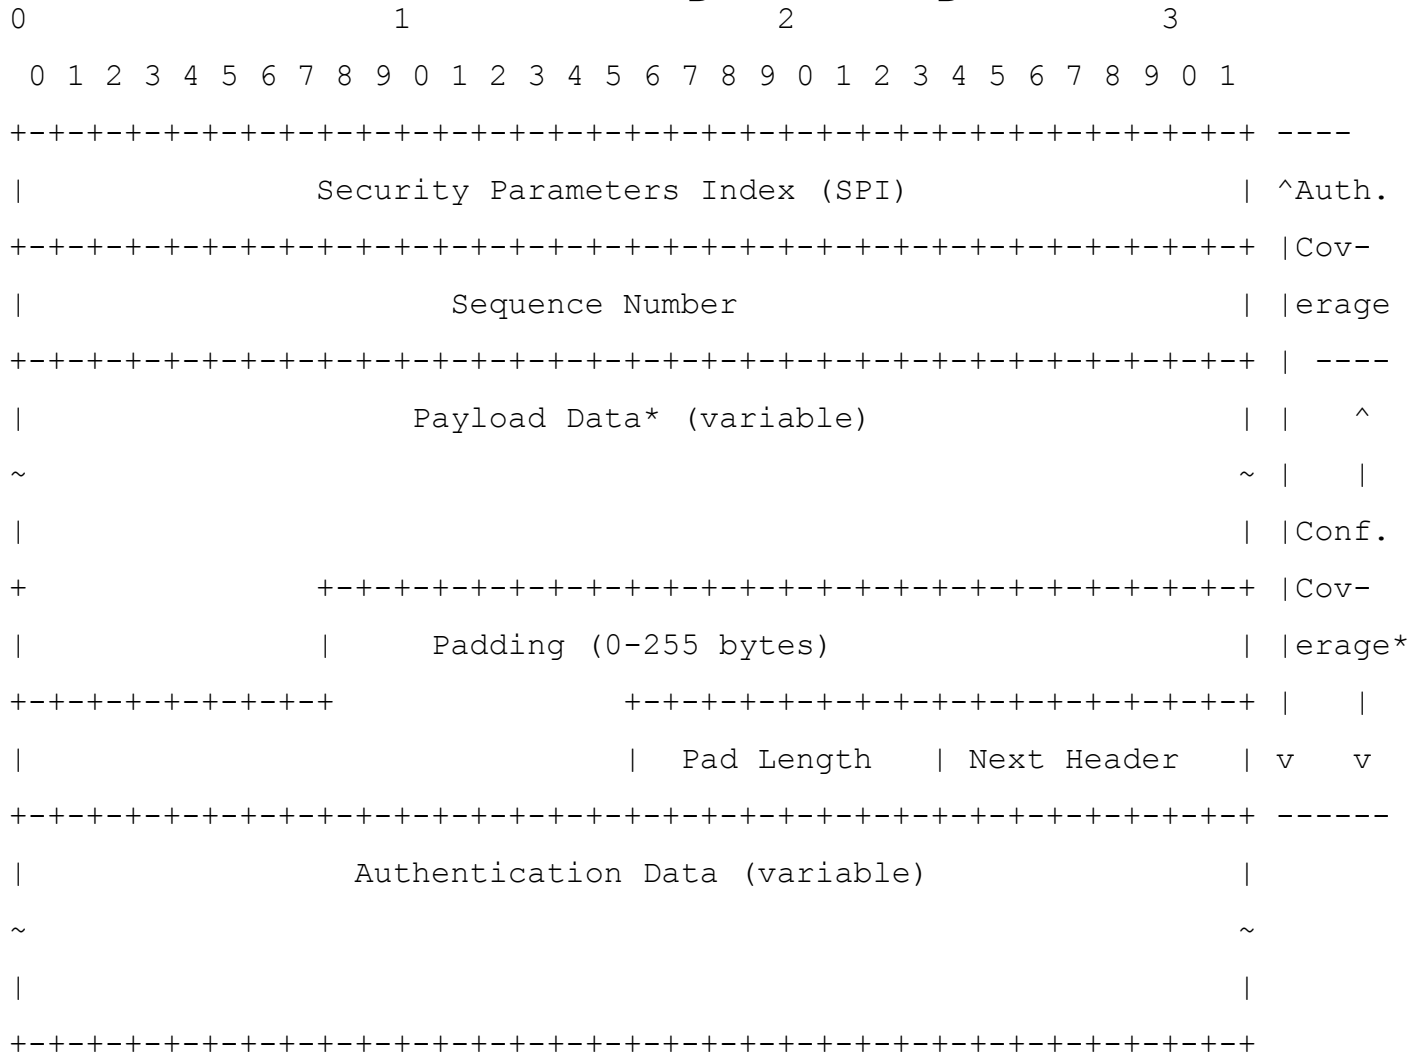 0                   1                   2                   3
 0 1 2 3 4 5 6 7 8 9 0 1 2 3 4 5 6 7 8 9 0 1 2 3 4 5 6 7 8 9 0 1
+-+-+-+-+-+-+-+-+-+-+-+-+-+-+-+-+-+-+-+-+-+-+-+-+-+-+-+-+-+-+-+-+ ----
|               Security Parameters Index (SPI)                 | ^Auth.
+-+-+-+-+-+-+-+-+-+-+-+-+-+-+-+-+-+-+-+-+-+-+-+-+-+-+-+-+-+-+-+-+ |Cov-
|                      Sequence Number                          | |erage
+-+-+-+-+-+-+-+-+-+-+-+-+-+-+-+-+-+-+-+-+-+-+-+-+-+-+-+-+-+-+-+-+ | ----
|                    Payload Data* (variable)                   | |   ^
~                                                               ~ |   |
|                                                               | |Conf.
+               +-+-+-+-+-+-+-+-+-+-+-+-+-+-+-+-+-+-+-+-+-+-+-+-+ |Cov-
|               |     Padding (0-255 bytes)                     | |erage*
+-+-+-+-+-+-+-+-+               +-+-+-+-+-+-+-+-+-+-+-+-+-+-+-+-+ |   |
|                               |  Pad Length   | Next Header   | v   v
+-+-+-+-+-+-+-+-+-+-+-+-+-+-+-+-+-+-+-+-+-+-+-+-+-+-+-+-+-+-+-+-+ ------
|                 Authentication Data (variable)                |
~                                                               ~
|                                                               |
+-+-+-+-+-+-+-+-+-+-+-+-+-+-+-+-+-+-+-+-+-+-+-+-+-+-+-+-+-+-+-+-+